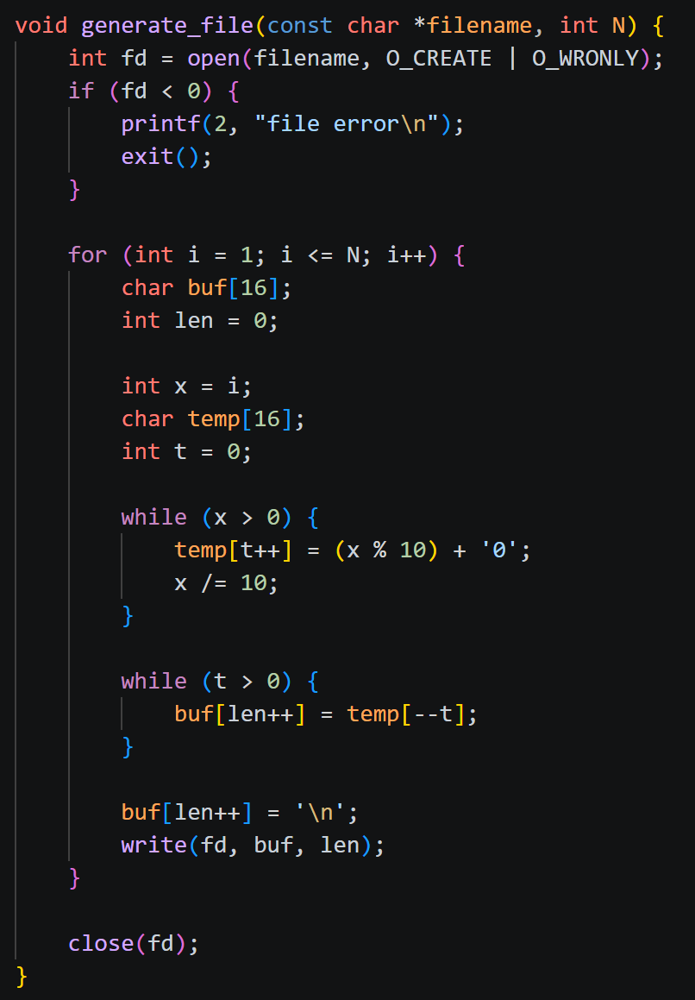 void generate_file(const char *filename, int N) {
    int fd = open(filename, O_CREATE | O_WRONLY);
    if (fd < 0) {
        printf(2, "file error\n");
        exit();
    }

    for (int i = 1; i <= N; i++) {
        char buf[16];
        int len = 0;

        int x = i;
        char temp[16];
        int t = 0;

        while (x > 0) {
            temp[t++] = (x % 10) + '0';
            x /= 10;
        }

        while (t > 0) {
            buf[len++] = temp[--t];
        }

        buf[len++] = '\n';
        write(fd, buf, len);
    }

    close(fd);
}